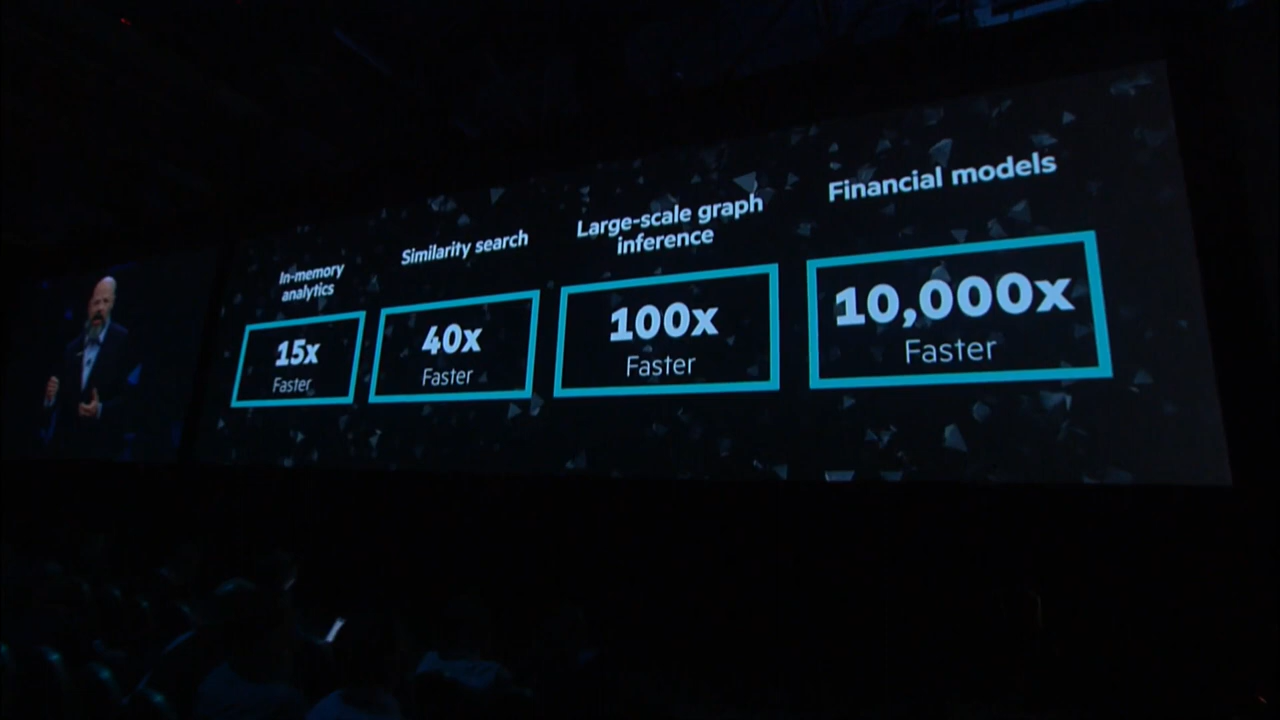 In-memory
analytics
15x
Faster
Similarity search
40x
Faster
Large-scale graph
inference
100x
Faster
Financial models
10,000x
Faster